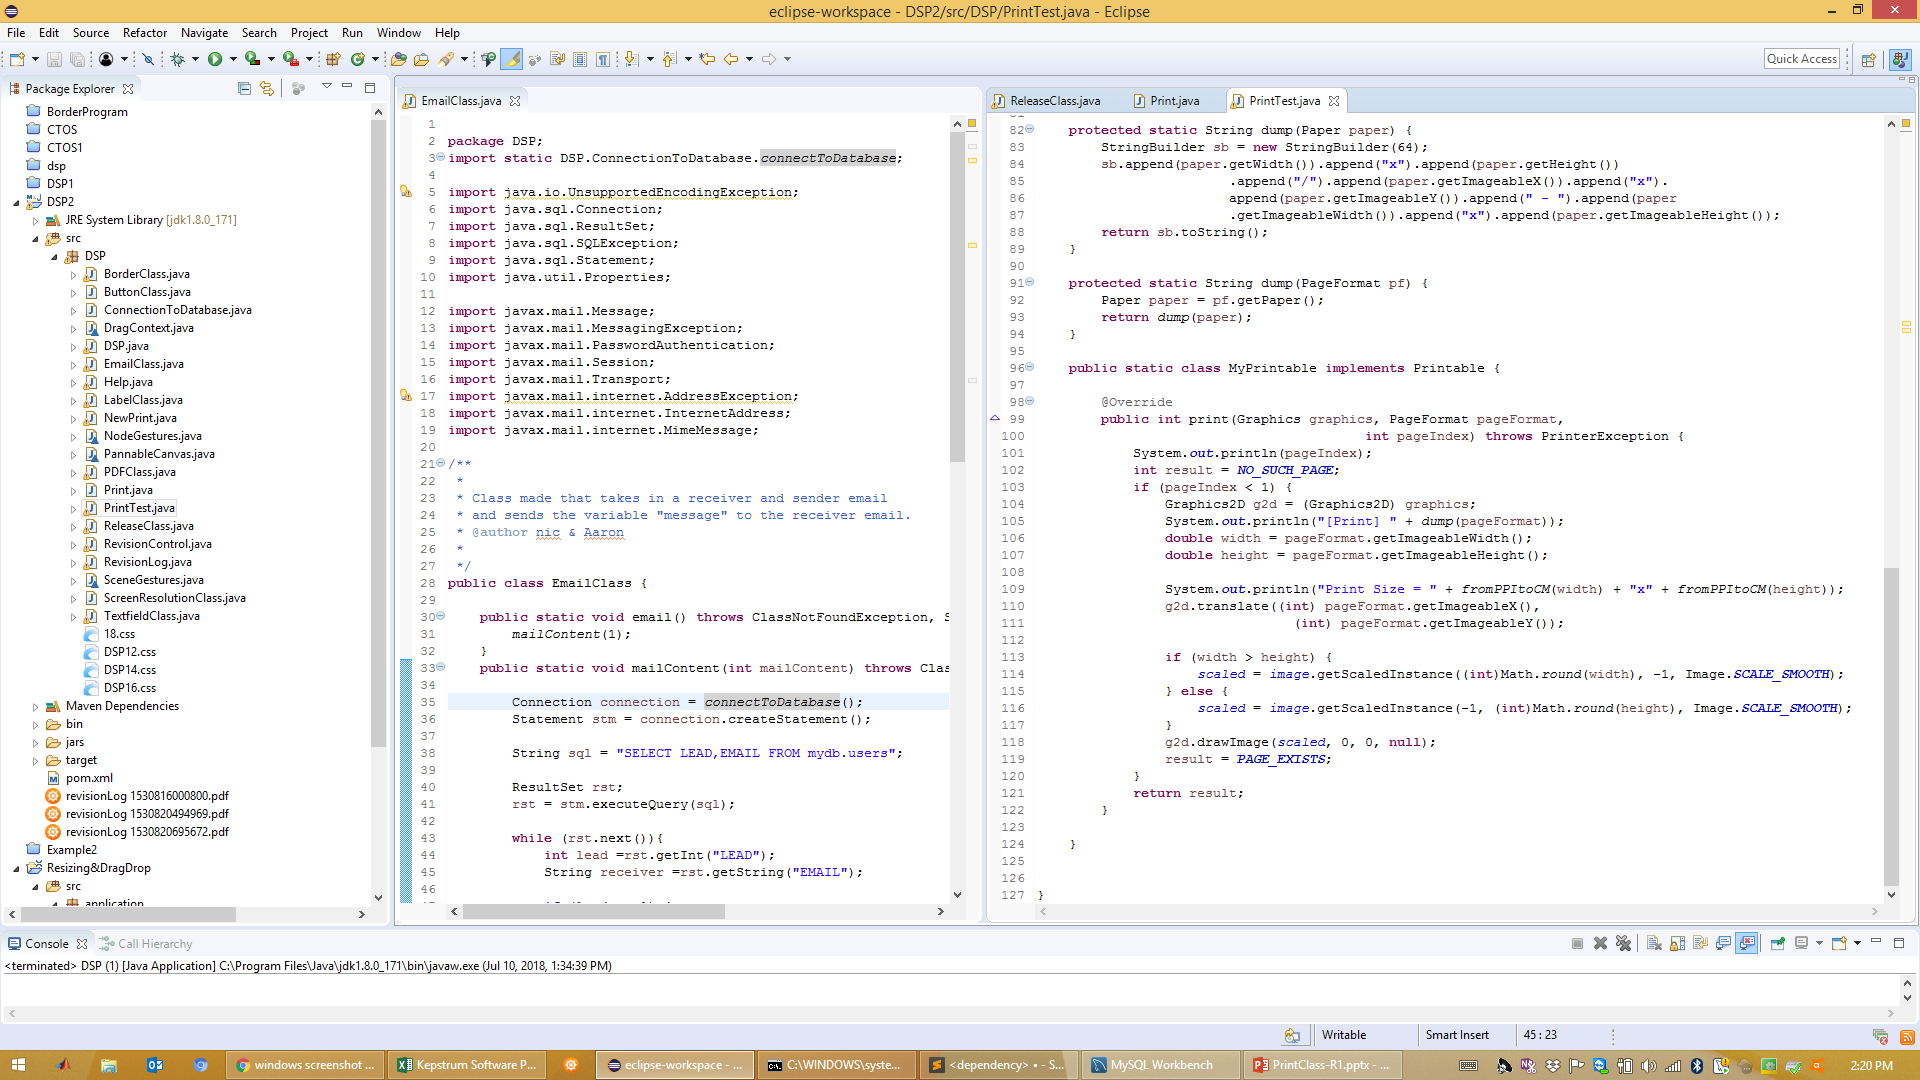 eclipse-workspace - DSP2/src/DSP/PrintTest.java - Eclipse
File Edit Source Refactor Navigate Search Project Run Window Help
Quick Access
Package Explorer
BorderProgram
CTOS
CTOS1
dsp
DSP1
DSP2
JRE System Library [jdk1.8.0_171]
src
DSP
BorderClass.java
ButtonClass.java
ConnectionToDatabase.java
DragContext.java
DSP.java
EmailClass.java
Help.java
LabelClass.java
NewPrint.java
NodeGestures.java
PannableCanvas.java
PDFClass.java
Print.java
PrintTest.java
ReleaseClass.java
RevisionControl.java
RevisionLog.java
SceneGestures.java
ScreenResolutionClass.java
TextfieldClass.java
18.css
DSP12.css
DSP14.css
DSP16.css
Maven Dependencies
bin
jars
target
pom.xml
revisionLog 1530816000800.pdf
revisionLog 1530820494969.pdf
revisionLog 1530820695672.pdf
Example2
Resizing&DragDrop
src
application
EmailClass.java
1
2 package DSP;
3 import static DSP.ConnectionToDatabase.connectToDatabase;
4
5 import java.io.UnsupportedEncodingException;
6 import java.sql.Connection;
7 import java.sql.ResultSet;
8 import java.sql.SQLException;
9 import java.sql.Statement;
10 import java.util.Properties;
11
12 import javax.mail.Message;
13 import javax.mail.MessagingException;
14 import javax.mail.PasswordAuthentication;
15 import javax.mail.Session;
16 import javax.mail.Transport;
17 import javax.mail.internet.AddressException;
18 import javax.mail.internet.InternetAddress;
19 import javax.mail.internet.MimeMessage;
20
21 /**
22 *
23 * Class made that takes in a receiver and sender email
24 * and sends the variable "message" to the receiver email.
25 * @author nic & Aaron
26 *
27 */
28 public class EmailClass {
29
30 public static void email() throws ClassNotFoundException, S
31 mailContent(1);
32 }
33 public static void mailContent(int mailContent) throws Clas
34
35 Connection connection = connectToDatabase();
36 Statement stm = connection.createStatement();
37
38 String sql = "SELECT LEAD,EMAIL FROM mydb.users";
39
40 ResultSet rst;
41 rst = stm.executeQuery(sql);
42
43 while (rst.next()){
44 int lead =rst.getInt("LEAD");
45 String receiver =rst.getString("EMAIL");
46
ReleaseClass.java Print.java PrintTest.java
82 protected static String dump(Paper paper) {
83 StringBuilder sb = new StringBuilder(64);
84 sb.append(paper.getWidth()).append("x").append(paper.getHeight())
85 .append("/").append(paper.getImageableX()).append("x").
86 append(paper.getImageableY()).append(" - ").append(paper
87 .getImageableWidth()).append("x").append(paper.getImageableHeight());
88 return sb.toString();
89 }
90
91 protected static String dump(PageFormat pf) {
92 Paper paper = pf.getPaper();
93 return dump(paper);
94 }
95
96 public static class MyPrintable implements Printable {
97
98 @Override
99 public int print(Graphics graphics, PageFormat pageFormat,
100 int pageIndex) throws PrinterException {
101 System.out.println(pageIndex);
102 int result = NO_SUCH_PAGE;
103 if (pageIndex < 1) {
104 Graphics2D g2d = (Graphics2D) graphics;
105 System.out.println("[Print] " + dump(pageFormat));
106 double width = pageFormat.getImageableWidth();
107 double height = pageFormat.getImageableHeight();
108
109 System.out.println("Print Size = " + fromPPItoCM(width) + "x" + fromPPItoCM(height));
110 g2d.translate((int) pageFormat.getImageableX(),
111 (int) pageFormat.getImageableY());
112
113 if (width > height) {
114 scaled = image.getScaledInstance((int)Math.round(width), -1, Image.SCALE_SMOOTH);
115 } else {
116 scaled = image.getScaledInstance(-1, (int)Math.round(height), Image.SCALE_SMOOTH);
117 }
118 g2d.drawImage(scaled, 0, 0, null);
119 result = PAGE_EXISTS;
120 }
121 return result;
122 }
123
124 }
125
126
127 }
Console Call Hierarchy
<terminated> DSP (1) [Java Application] C:\Program Files\Java\jdk1.8.0_171\bin\javaw.exe (Jul 10, 2018, 1:34:39 PM)
Writable Smart Insert 45 : 23
windows screenshot ... Kepstrum Software P... eclipse-workspace - ... C:\WINDOWS\syste... <dependency> • - S... MySQL Workbench PrintClass-R1.pptx - ... 2:20 PM